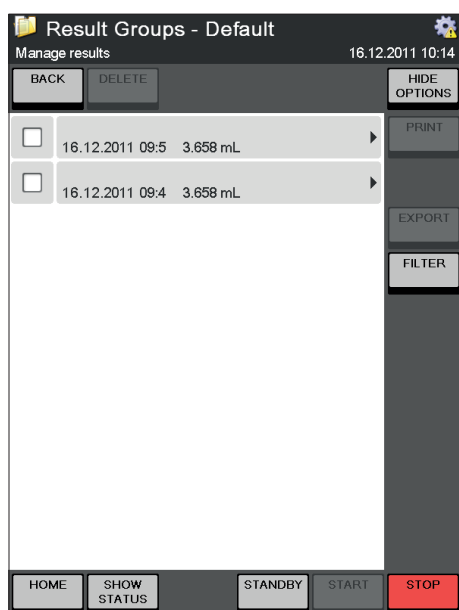 Result Groups - Default
Manage results 16.12.2011 10:14
BACK DELETE HIDE OPTIONS
PRINT
16.12.2011 09:5 3.658 mL
16.12.2011 09:4 3.658 mL
EXPORT
FILTER
HOME SHOW STATUS STANDBY START STOP